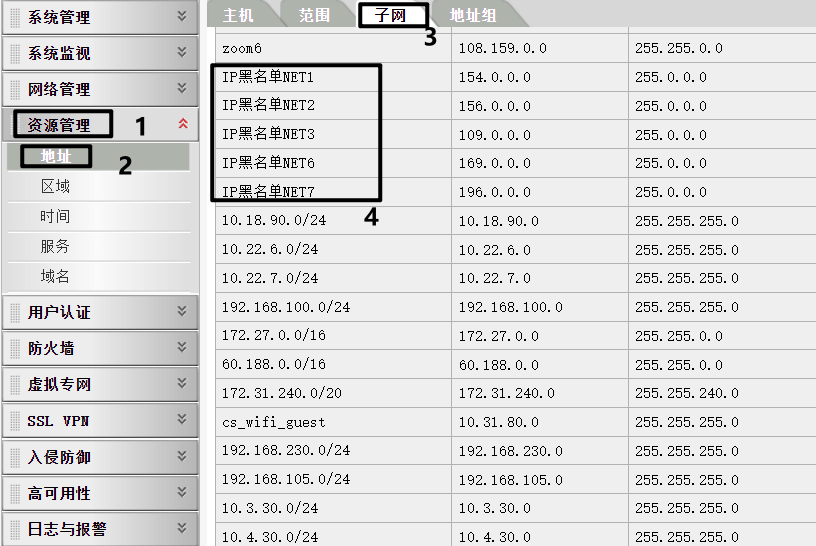 系统管理
系统监视
网络管理
资源管理 1
地址 2
区域
时间
服务
域名
用户认证
防火墙
虚拟专网
SSL VPN
入侵防御
高可用性
日志与报警
主机 范围 子网 地址组
3
zoom6 108.159.0.0 255.255.0.0
IP黑名单NET1 154.0.0.0 255.0.0.0
IP黑名单NET2 156.0.0.0 255.0.0.0
IP黑名单NET3 109.0.0.0 255.0.0.0
IP黑名单NET6 169.0.0.0 255.0.0.0
IP黑名单NET7 196.0.0.0 255.0.0.0
4
10.18.90.0/24 10.18.90.0 255.255.255.0
10.22.6.0/24 10.22.6.0 255.255.255.0
10.22.7.0/24 10.22.7.0 255.255.255.0
192.168.100.0/24 192.168.100.0 255.255.255.0
172.27.0.0/16 172.27.0.0 255.255.0.0
60.188.0.0/16 60.188.0.0 255.255.0.0
172.31.240.0/20 172.31.240.0 255.255.240.0
cs_wifi_guest 10.31.80.0 255.255.255.0
192.168.230.0/24 192.168.230.0 255.255.255.0
192.168.105.0/24 192.168.105.0 255.255.255.0
10.3.30.0/24 10.3.30.0 255.255.255.0
10.4.30.0/24 10.4.30.0 255.255.255.0